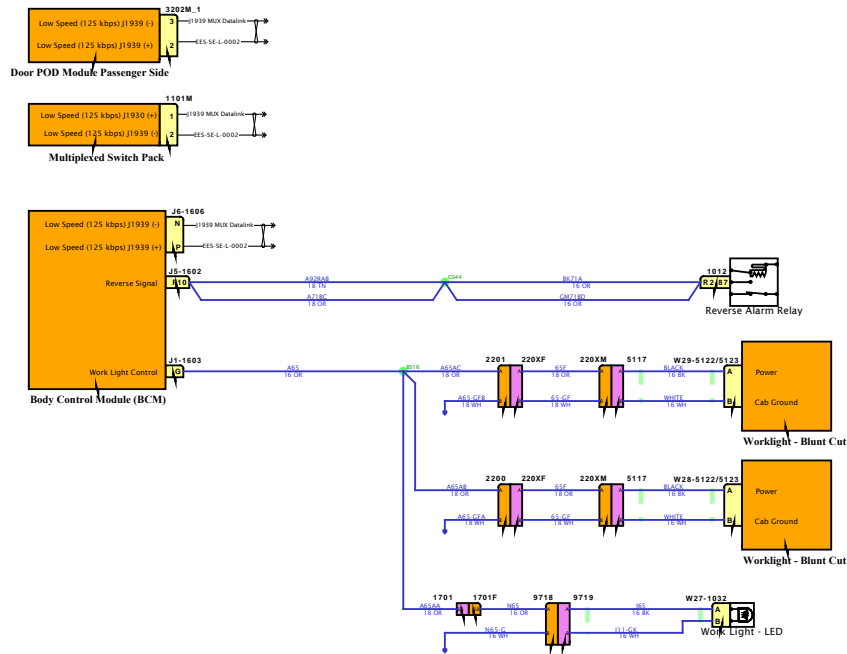 3202M_1
Low Speed (125 kbps) J1939 (-)
3
J1939 MUX Datalink
Low Speed (125 kbps) J1939 (+)
2
EES-SE-L-0002
Door POD Module Passenger Side
1101M
Low Speed (125 kbps) J1930 (+)
1
J1939 MUX Datalink
Low Speed (125 kbps) J1939 (-)
2
EES-SE-L-0002
Multiplexed Switch Pack
J6-1606
Low Speed (125 kbps) J1939 (-)
N
J1939 MUX Datalink
Low Speed (125 kbps) J1939 (+)
P
EES-SE-L-0002
J5-1602
Reverse Signal
A92RAB
18 TN
A718C
18 OR
BK71A
16 OR
GM718D
16 OR
1012
R2
87
Reverse Alarm Relay
J1-1603
Work Light Control
G
A65
16 OR
Body Control Module (BCM)
A65AC
18 OR
2201
220XF
65F
18 OR
220XM
5117
BLACK
16 BK
W29-5122/5123
A
Power
A65-GFB
18 WH
65-GF
18 WH
WHITE
16 WH
B
Cab Ground
Worklight - Blunt Cut
A65AB
18 OR
2200
220XF
65F
18 OR
220XM
5117
BLACK
16 BK
W28-5122/5123
A
Power
A65-GFA
18 WH
65-GF
18 WH
WHITE
16 WH
B
Cab Ground
Worklight - Blunt Cut
A65AA
18 OR
1701
1701F
N65
16 OR
9718
9719
J65
16 BK
W27-1032
A
N65-G
16 WH
J11-GK
16 WH
B
Work Light - LED